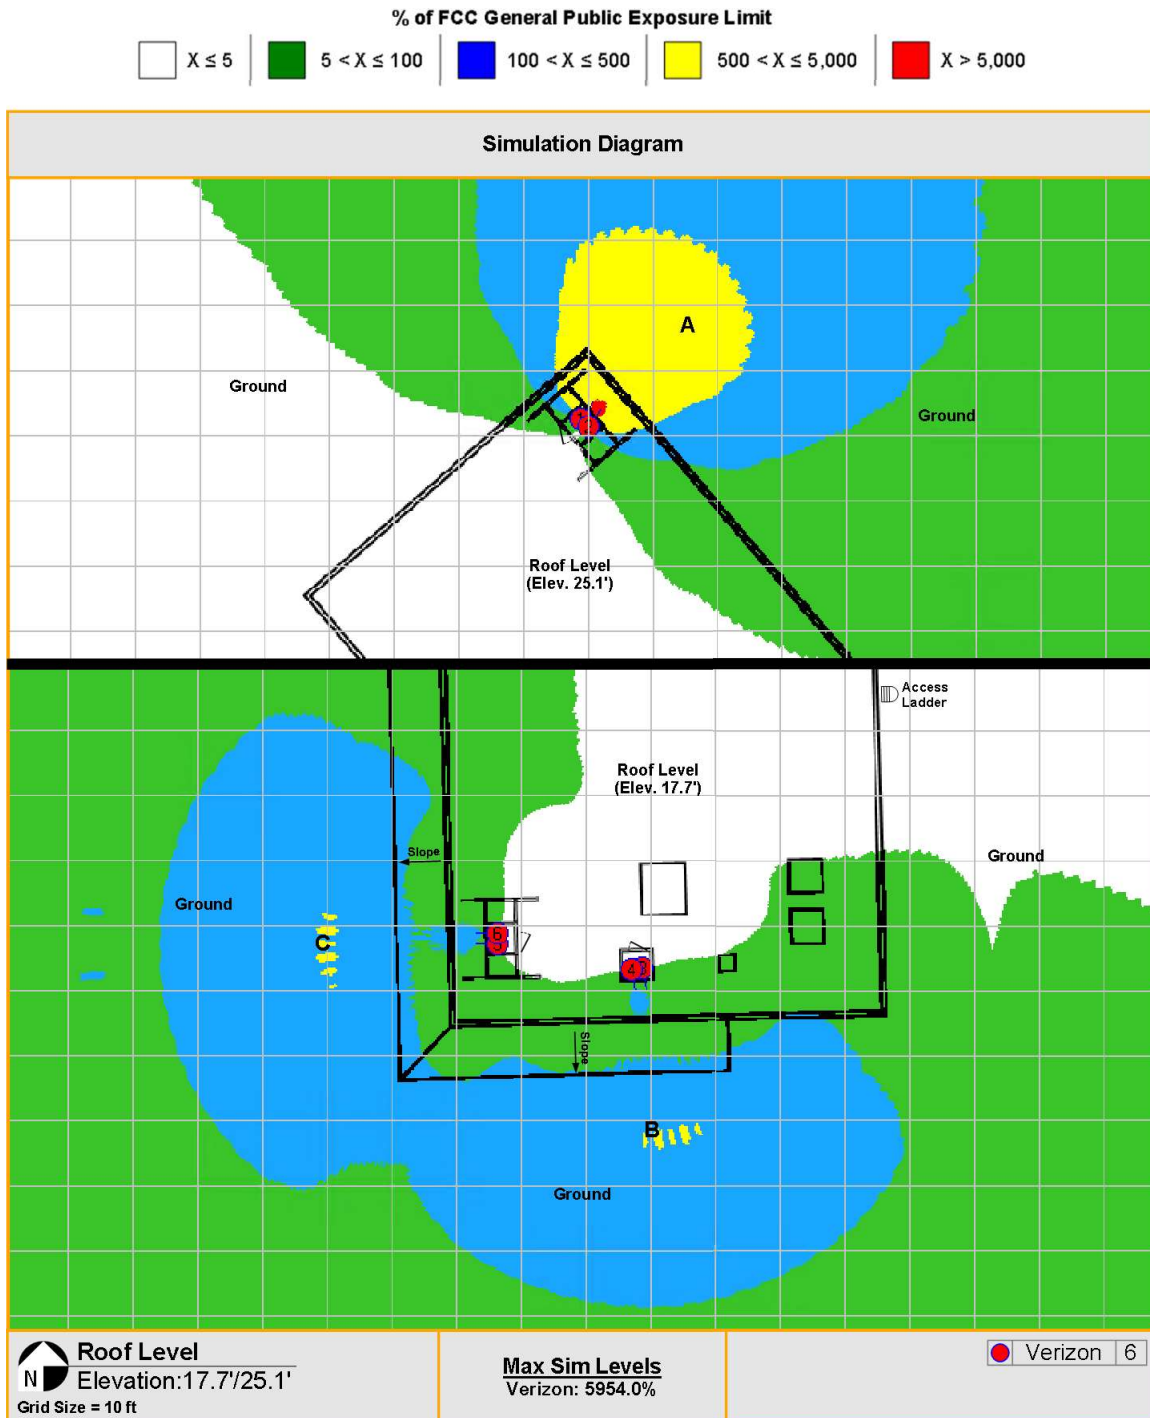 % of FCC General Public Exposure Limit
X ≤ 5
5 < X ≤ 100
100 < X ≤ 500
500 < X ≤ 5,000
X > 5,000
Simulation Diagram
A
Ground
Ground
Roof Level
(Elev. 25.1')
Access
Ladder
Roof Level
(Elev. 17.7')
Slope
Ground
Ground
C
6
5
4
3
Slope
B
Ground
N
Roof Level
Elevation:17.7'/25.1'
Grid Size = 10 ft
Max Sim Levels
Verizon: 5954.0%
Verizon 6